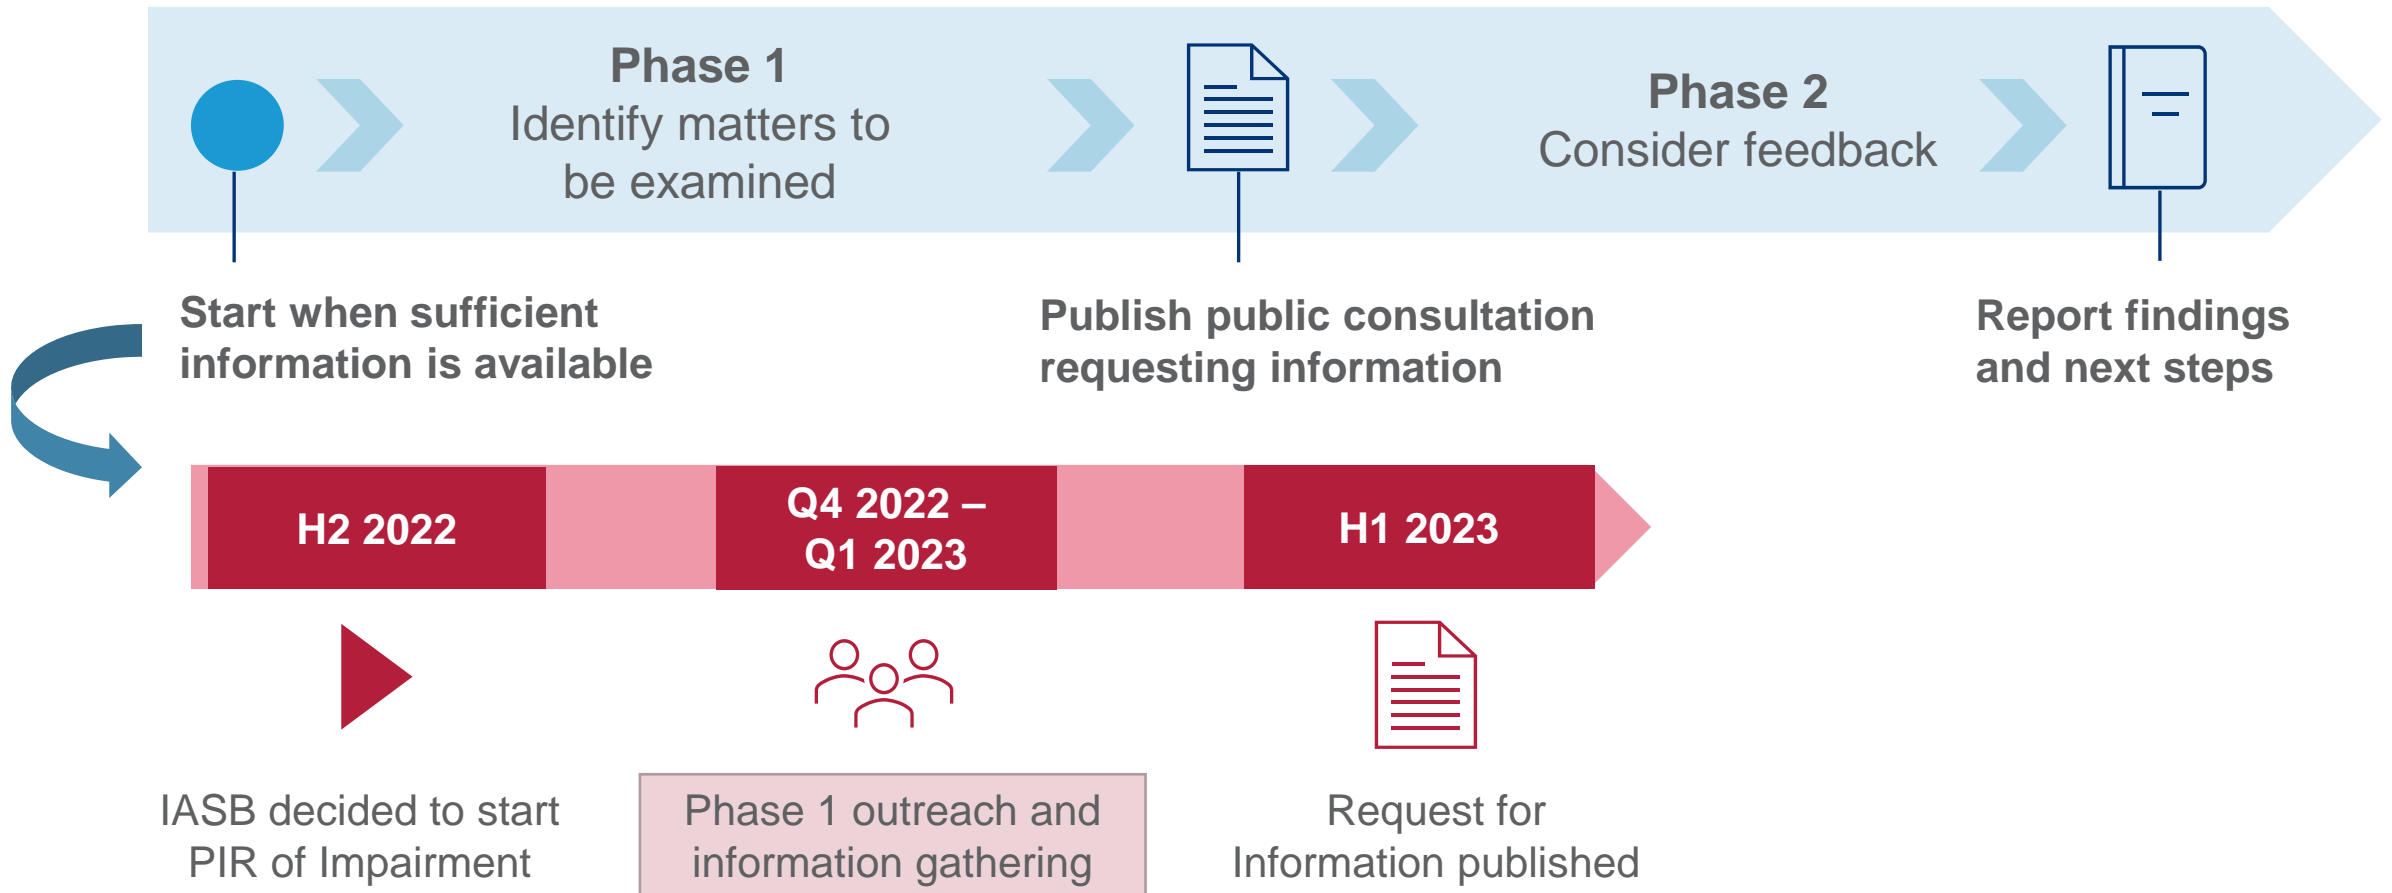 Phase 1
Identify matters to
be examined
Phase 2
Consider feedback
Start when sufficient
information is available
Publish public consultation
requesting information
Report findings
and next steps
H2 2022
Q4 2022 –
Q1 2023
H1 2023
IASB decided to start
PIR of Impairment
Phase 1 outreach and
information gathering
Request for
Information published